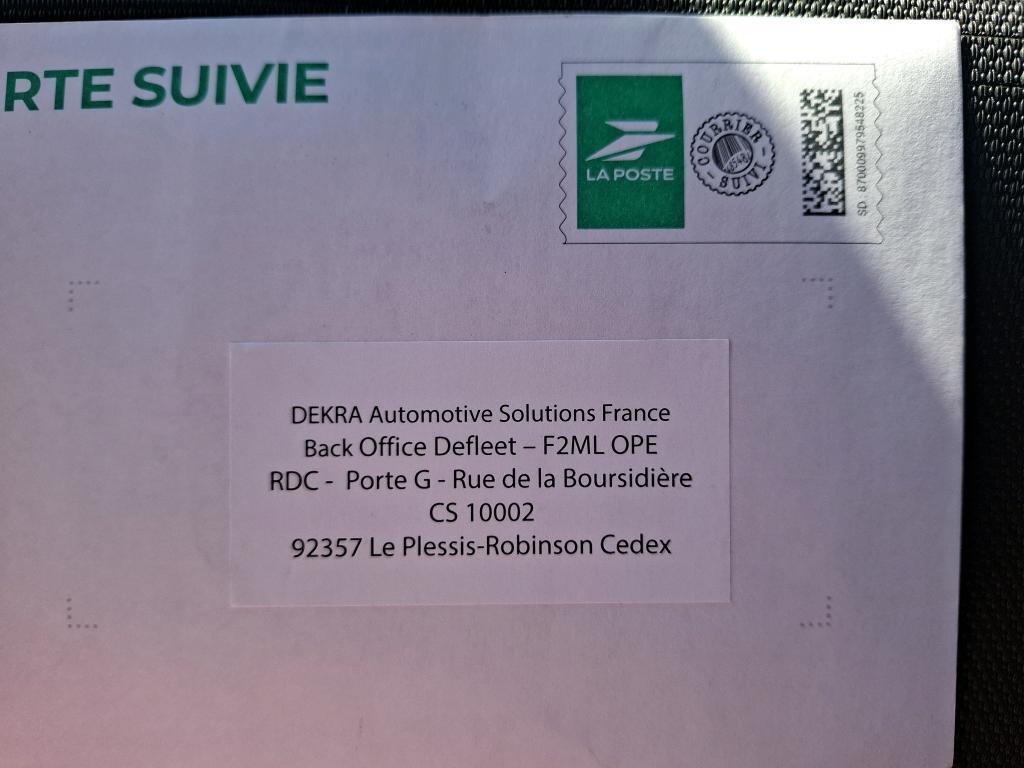 RTE SUIVIE
LA POSTE
COURRIER
SUIVI
SD : 870009979548225
DEKRA Automotive Solutions France
Back Office Defleet – F2ML OPE
RDC - Porte G - Rue de la Boursidière
CS 10002
92357 Le Plessis-Robinson Cedex